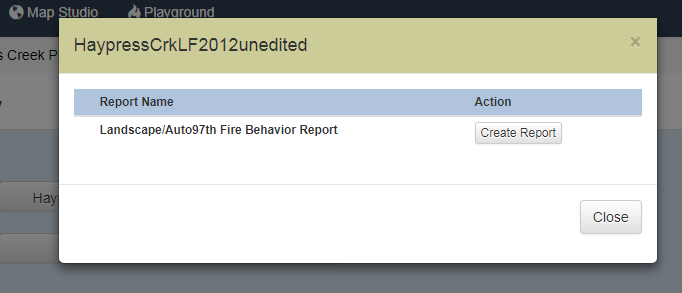 Map Studio Playground
HaypressCrkLF2012unedited ×
s Creek P
Report Name Action
Landscape/Auto97th Fire Behavior Report Create Report
Hay
Close